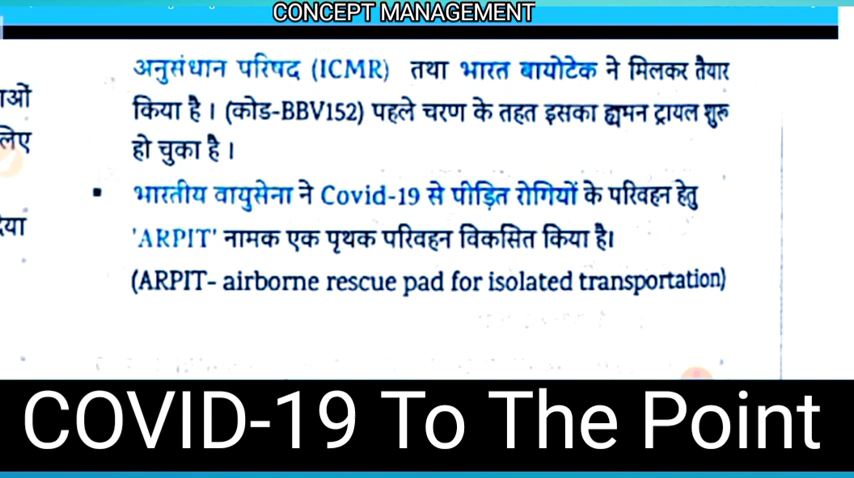 CONCEPT MANAGEMENT
अनुसंधान परिषद (ICMR) तथा भारत बायोटेक ने मिलकर तैयार
किया है । (कोड-BBV152) पहले चरण के तहत इसका ह्यूमन ट्रायल शुरू
हो चुका है ।
▪ भारतीय वायुसेना ने Covid-19 से पीड़ित रोगियों के परिवहन हेतु
'ARPIT' नामक एक पृथक परिवहन विकसित किया है।
(ARPIT- airborne rescue pad for isolated transportation)
लिए
COVID-19 To The Point